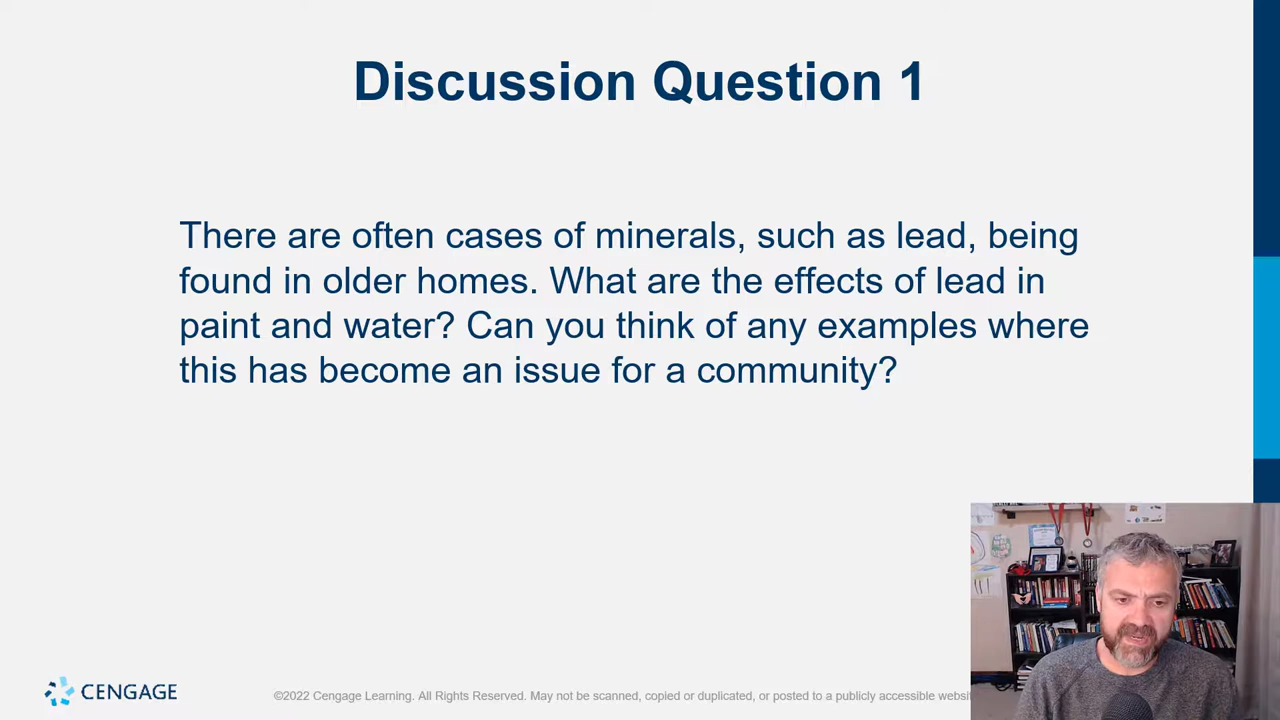 Discussion Question 1
There are often cases of minerals, such as lead, being
found in older homes. What are the effects of lead in
paint and water? Can you think of any examples where
this has become an issue for a community?
CENGAGE
©2022 Cengage Learning. All Rights Reserved. May not be scanned, copied or duplicated, or posted to a publicly accessible